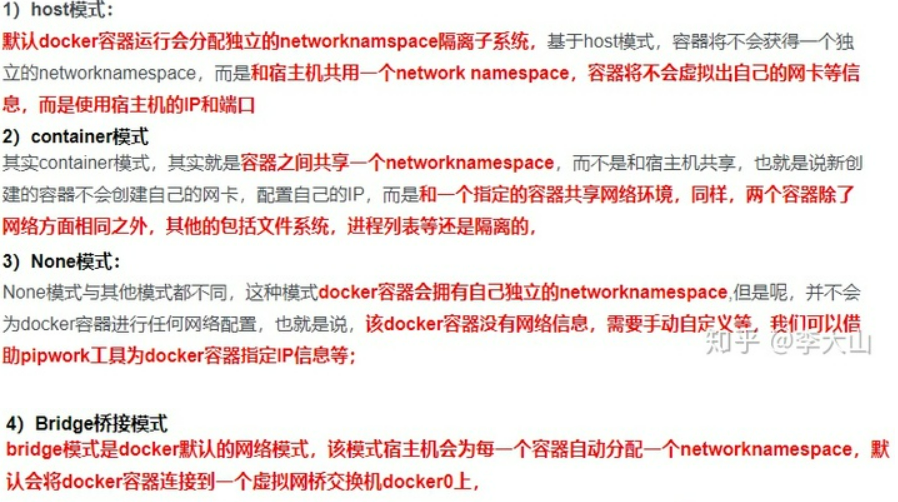 1）host模式：
默认docker容器运行会分配独立的networknamspace隔离子系统，基于host模式，容器将不会获得一个独
立的networknamespace，而是和宿主机共用一个network namespace，容器将不会虚拟出自己的网卡等信
息，而是使用宿主机的IP和端口
2）container模式
其实container模式，其实就是容器之间共享一个networknamespace，而不是和宿主机共享，也就是说新创
建的容器不会创建自己的网卡，配置自己的IP，而是和一个指定的容器共享网络环境，同样，两个容器除了
网络方面相同之外，其他的包括文件系统，进程列表等还是隔离的，
3）None模式：
None模式与其他模式都不同，这种模式docker容器会拥有自己独立的networknamespace,但是呢，并不会
为docker容器进行任何网络配置，也就是说，该docker容器没有网络信息，需要手动自定义等，我们可以借
助pipwork工具为docker容器指定IP信息等；
知乎 @李大山
4）Bridge桥接模式
bridge模式是docker默认的网络模式，该模式宿主机会为每一个容器自动分配一个networknamespace，默
认会将docker容器连接到一个虚拟网桥交换机docker0上，